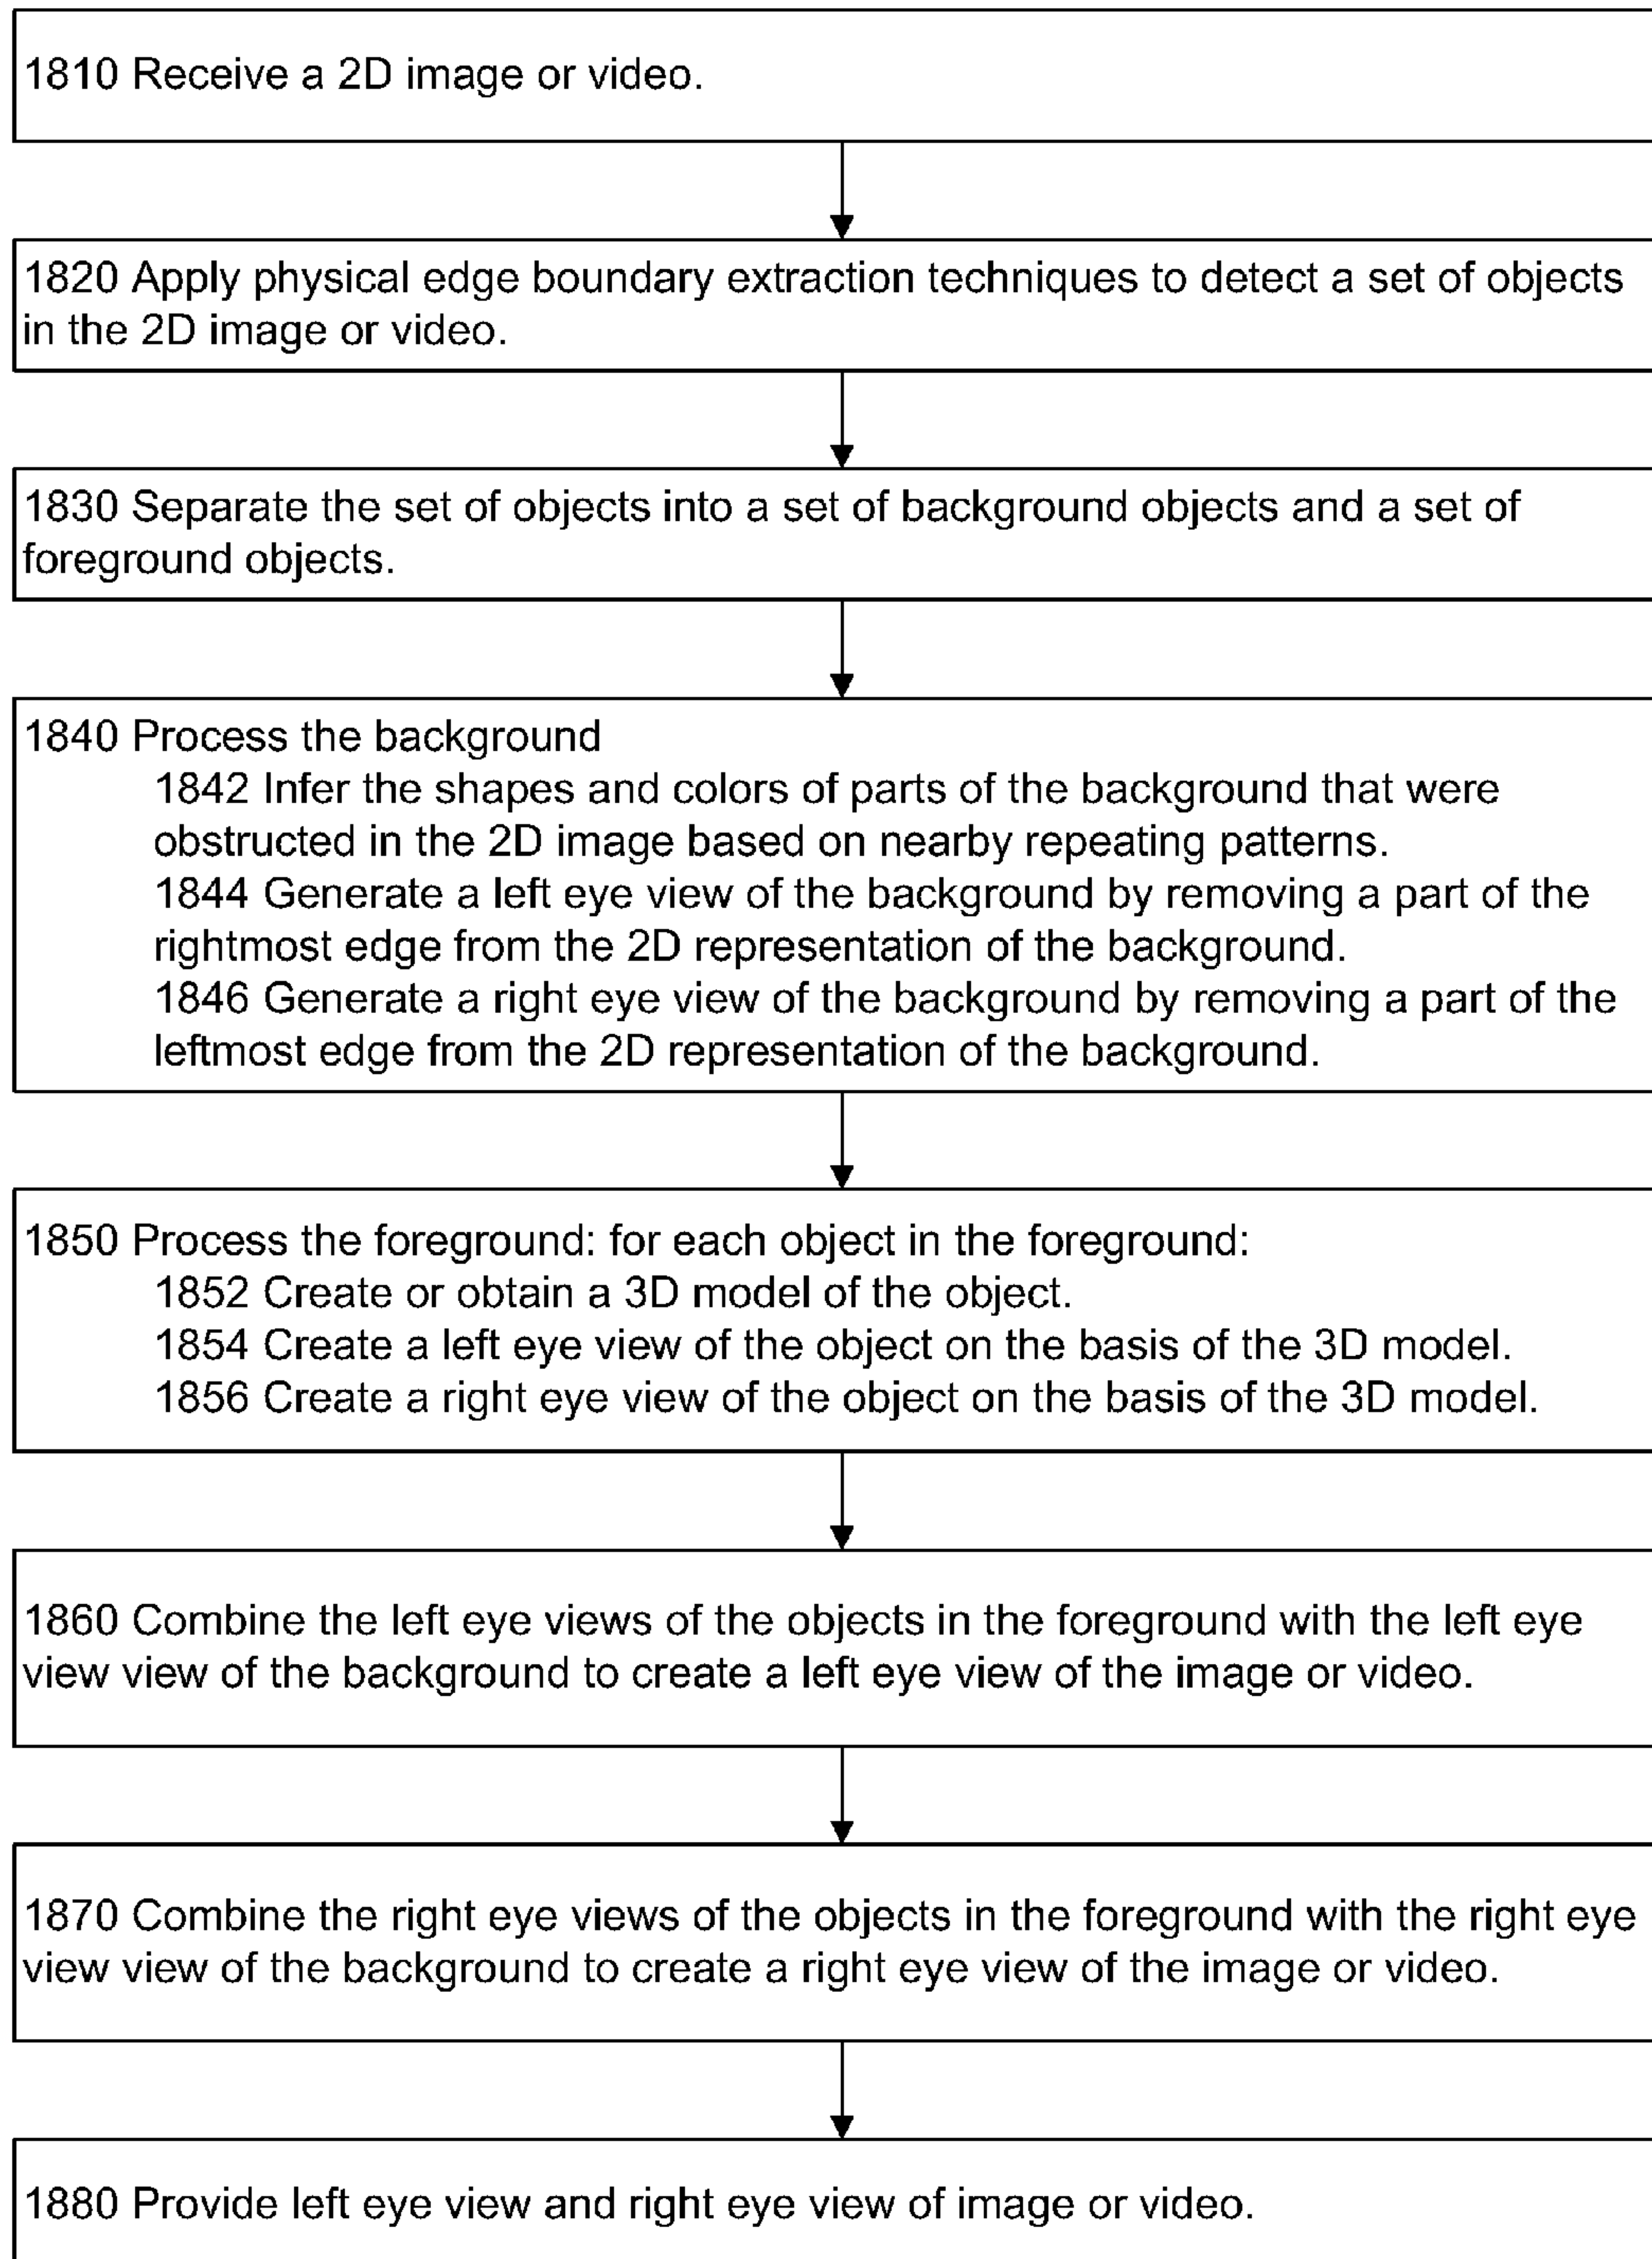 1810 Receive a 2D image or video.
1820 Apply physical edge boundary extraction techniques to detect a set of objects
in the 2D image or video.
1830 Separate the set of objects into a set of background objects and a set of
foreground objects.
1840 Process the background
1842 Infer the shapes and colors of parts of the background that were
obstructed in the 2D image based on nearby repeating patterns.
1844 Generate a left eye view of the background by removing a part of the
rightmost edge from the 2D representation of the background.
1846 Generate a right eye view of the background by removing a part of the
leftmost edge from the 2D representation of the background.
1850 Process the foreground: for each object in the foreground:
1852 Create or obtain a 3D model of the object.
1854 Create a left eye view of the object on the basis of the 3D model.
1856 Create a right eye view of the object on the basis of the 3D model.
1860 Combine the left eye views of the objects in the foreground with the left eye
view view of the background to create a left eye view of the image or video.
1870 Combine the right eye views of the objects in the foreground with the right eye
view view of the background to create a right eye view of the image or video.
1880 Provide left eye view and right eye view of image or video.